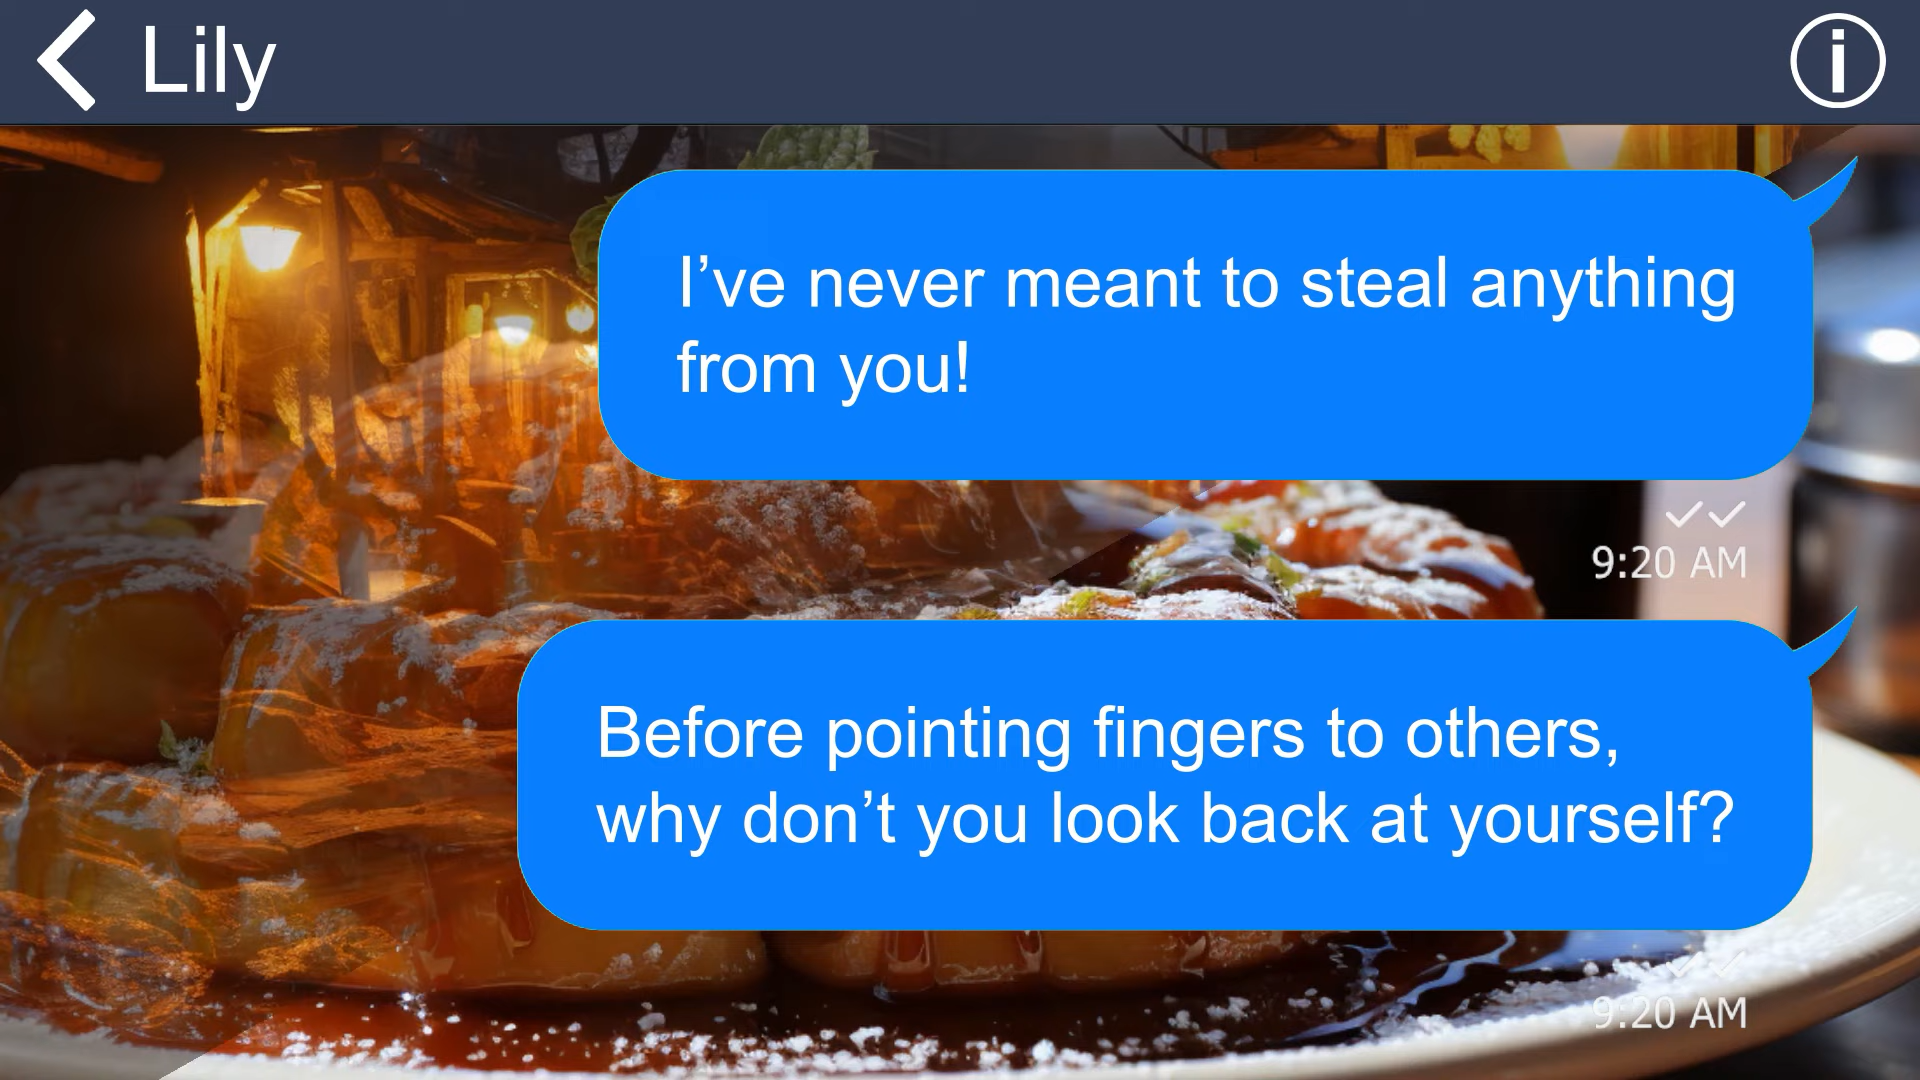 Lily
I’ve never meant to steal anything
from you!
9:20 AM
Before pointing fingers to others,
why don’t you look back at yourself?
9:20 AM